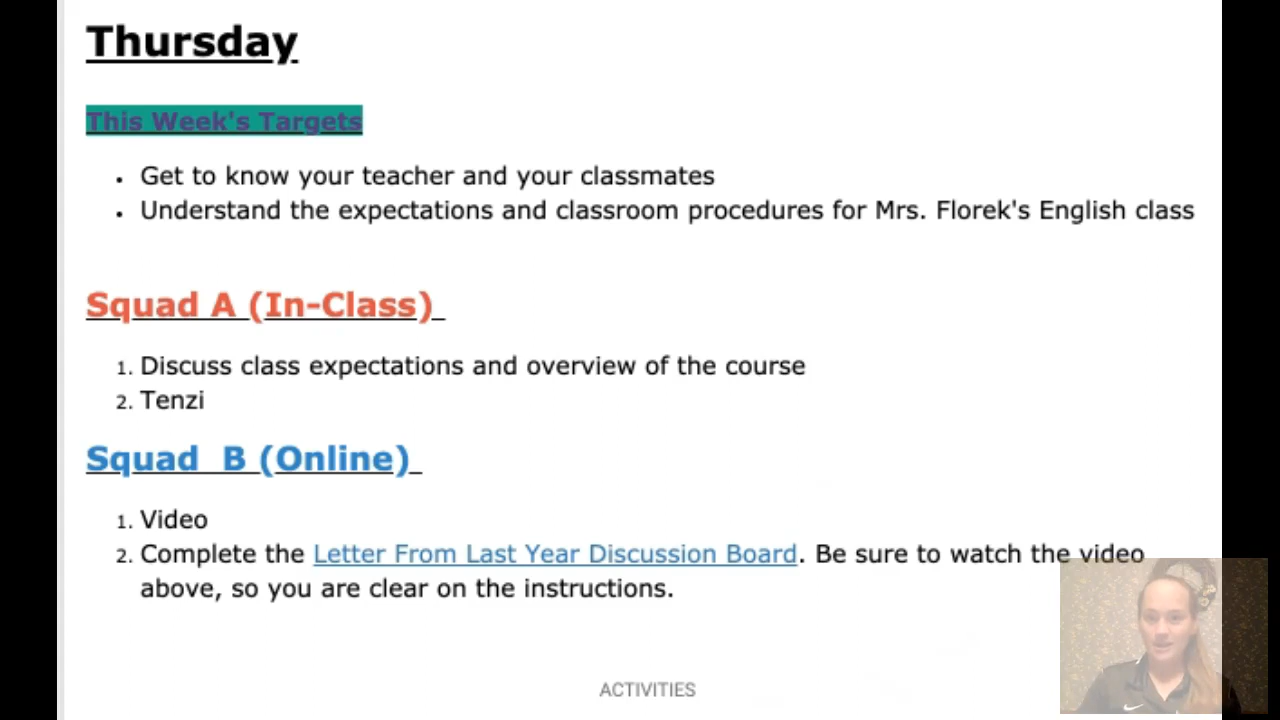 Thursday
This Week's Targets
• Get to know your teacher and your classmates
• Understand the expectations and classroom procedures for Mrs. Florek's English class
Squad A (In-Class)
1. Discuss class expectations and overview of the course
2. Tenzi
Squad B (Online)
1. Video
2. Complete the Letter From Last Year Discussion Board. Be sure to watch the video
above, so you are clear on the instructions.
ACTIVITIES